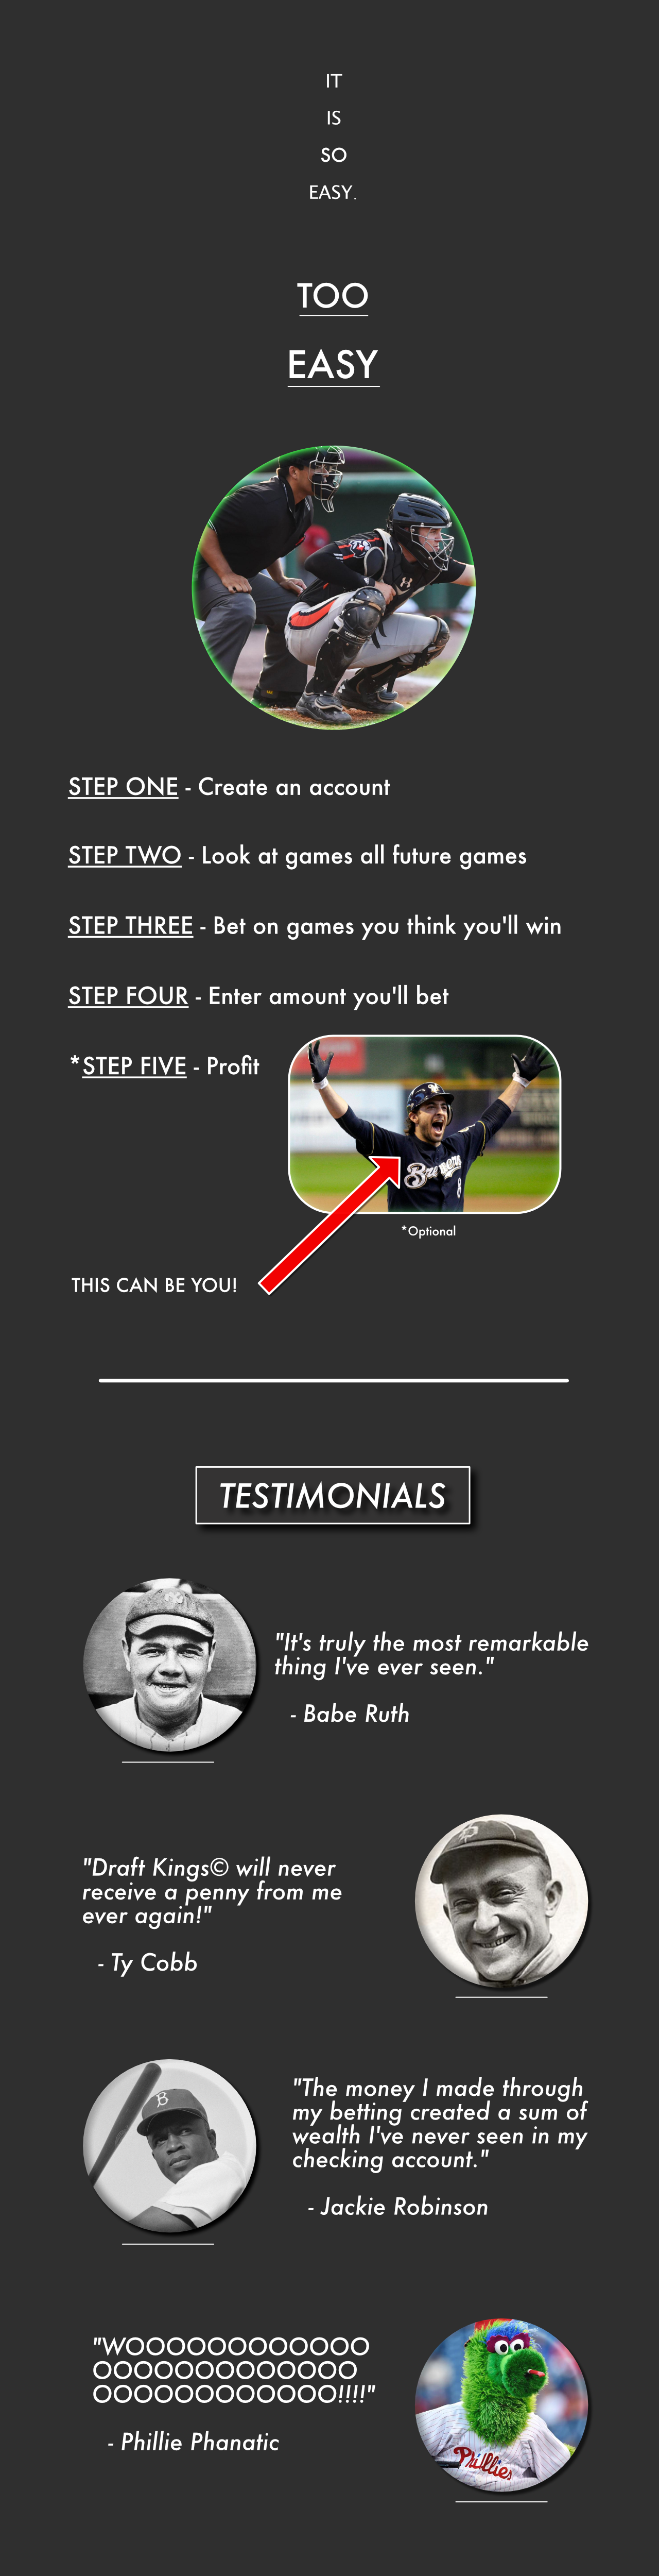 IT
IS
SO
EASY.
TOO
EASY
STEP ONE - Create an account
STEP TWO - Look at games all future games
STEP THREE - Bet on games you think you'll win
STEP FOUR - Enter amount you'll bet
*STEP FIVE - Profit
Brewers
8
*Optional
THIS CAN BE YOU!
TESTIMONIALS
"It's truly the most remarkable
thing I've ever seen."
- Babe Ruth
"Draft Kings© will never
receive a penny from me
ever again!"
- Ty Cobb
B
"The money I made through
my betting created a sum of
wealth I've never seen in my
checking account."
- Jackie Robinson
"WOOOOOOOOOOOO
OOOOOOOOOOOOO
OOOOOOOOOOOO!!!!"
- Phillie Phanatic
Phillies